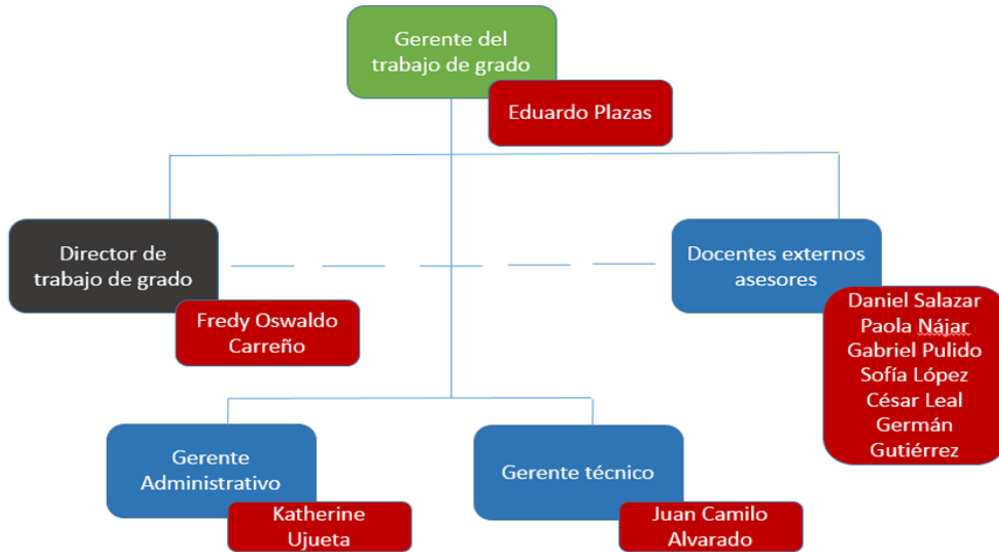 Gerente del
trabajo de grado
Eduardo Plazas
Director de
trabajo de grado
Fredy Oswaldo
Carreño
Docentes externos
asesores
Daniel Salazar
Paola Nájar
Gabriel Pulido
Sofía López
César Leal
Germán
Gutiérrez
Gerente
Administrativo
Katherine
Ujueta
Gerente técnico
Juan Camilo
Alvarado